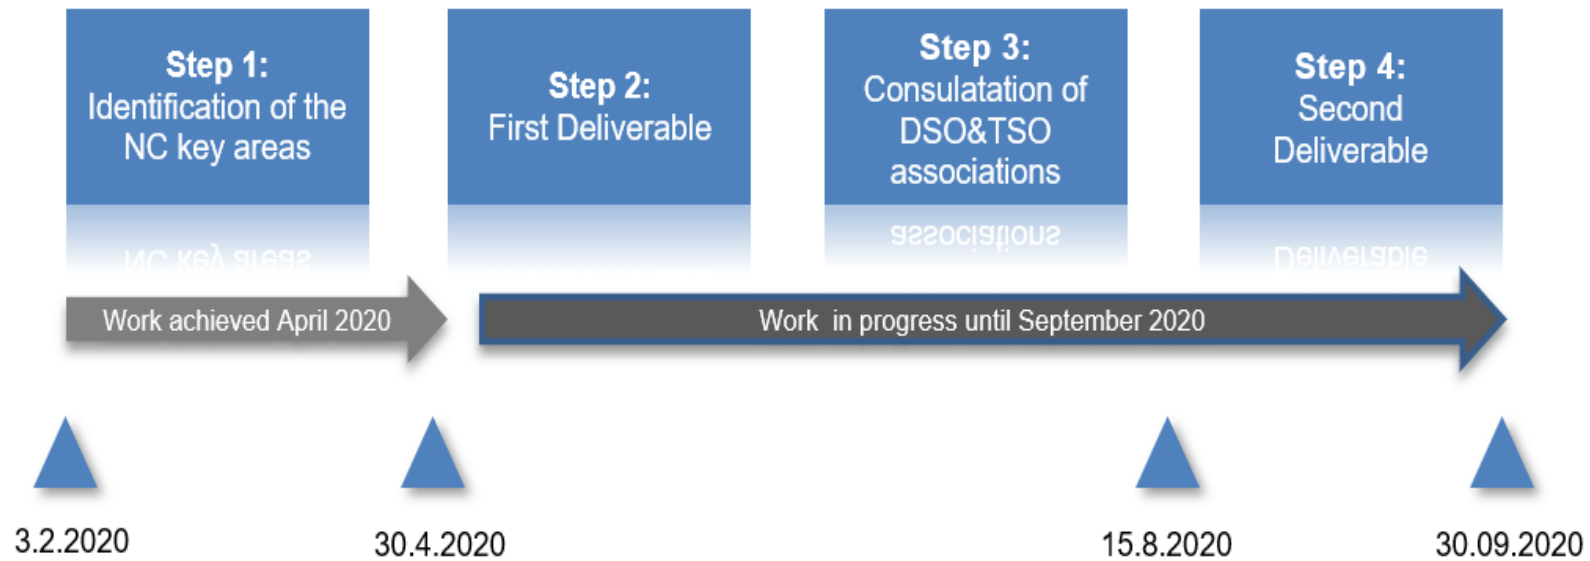 Step 1:
Identification of the
NC key areas
Step 2:
First Deliverable
Step 3:
Consulatation of
DSO&TSO
associations
Step 4:
Second
Deliverable
Work achieved April 2020
Work in progress until September 2020
3.2.2020
30.4.2020
15.8.2020
30.09.2020